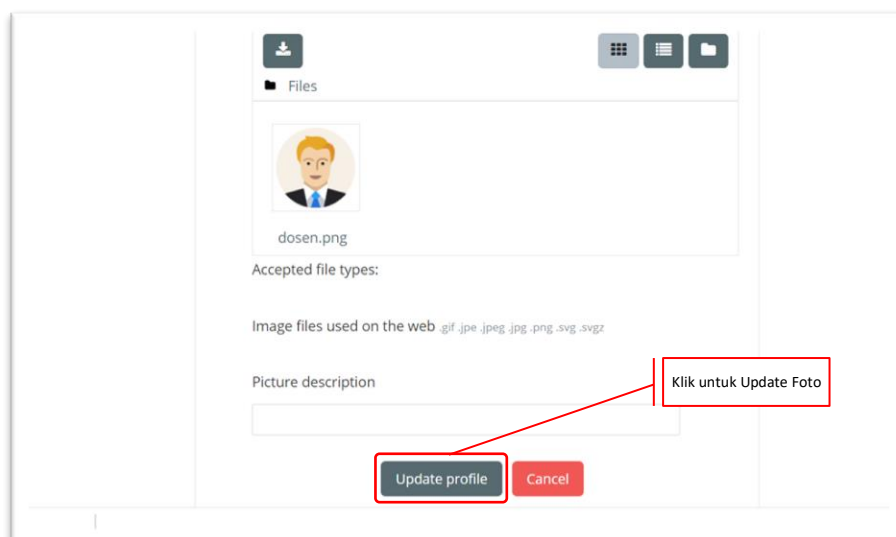 Files
dosen.png
Accepted file types:
Image files used on the web .gif .jpe .jpeg .jpg .png .svg .svgz
Picture description
Klik untuk Update Foto
Update profile
Cancel